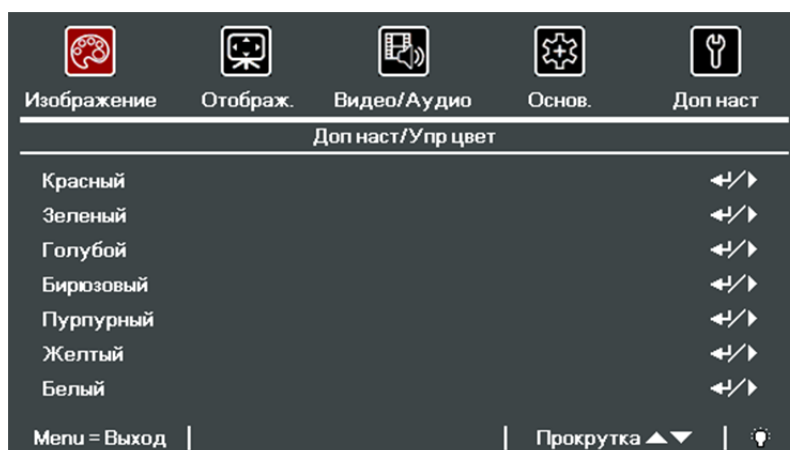 Изображение Отображ. Видео/Аудио Основ. Доп наст
Доп наст/Упр цвет
Красный
Зеленый
Голубой
Бирюзовый
Пурпурный
Желтый
Белый
Menu = Выход Прокрутка